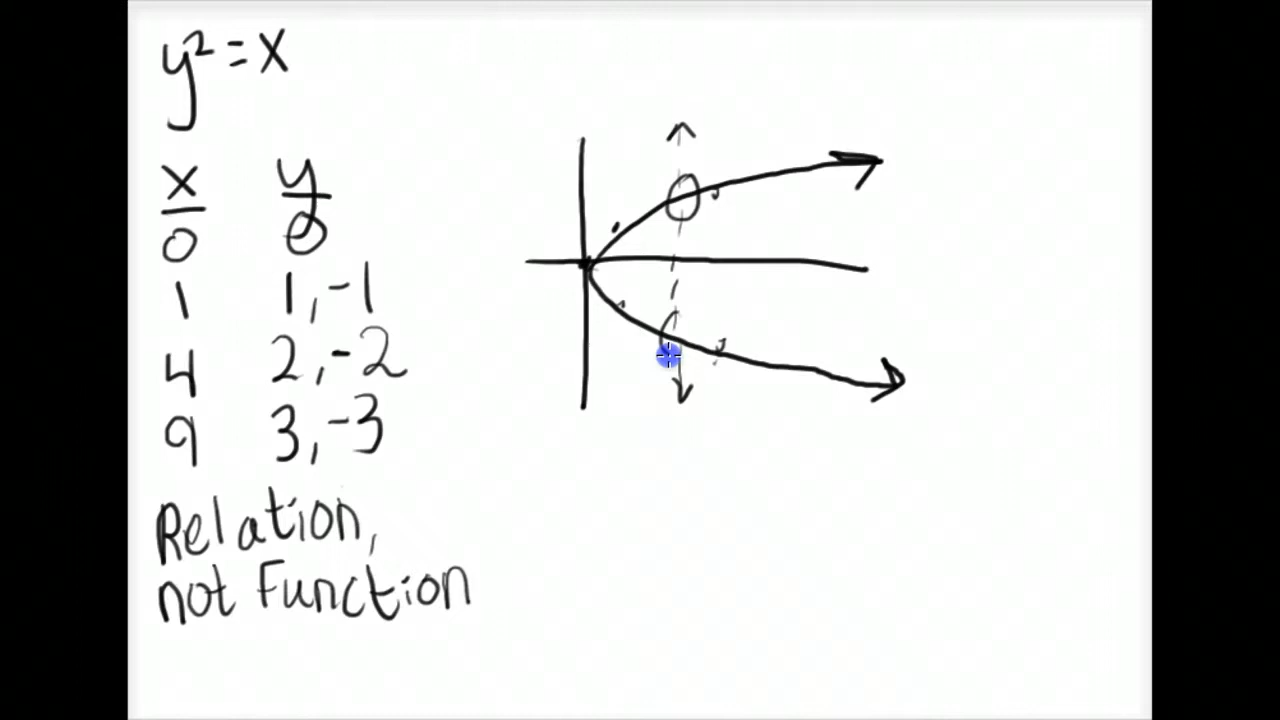 y² = x
x y
0 0
1 1, -1
4 2, -2
9 3, -3
Relation,
not Function